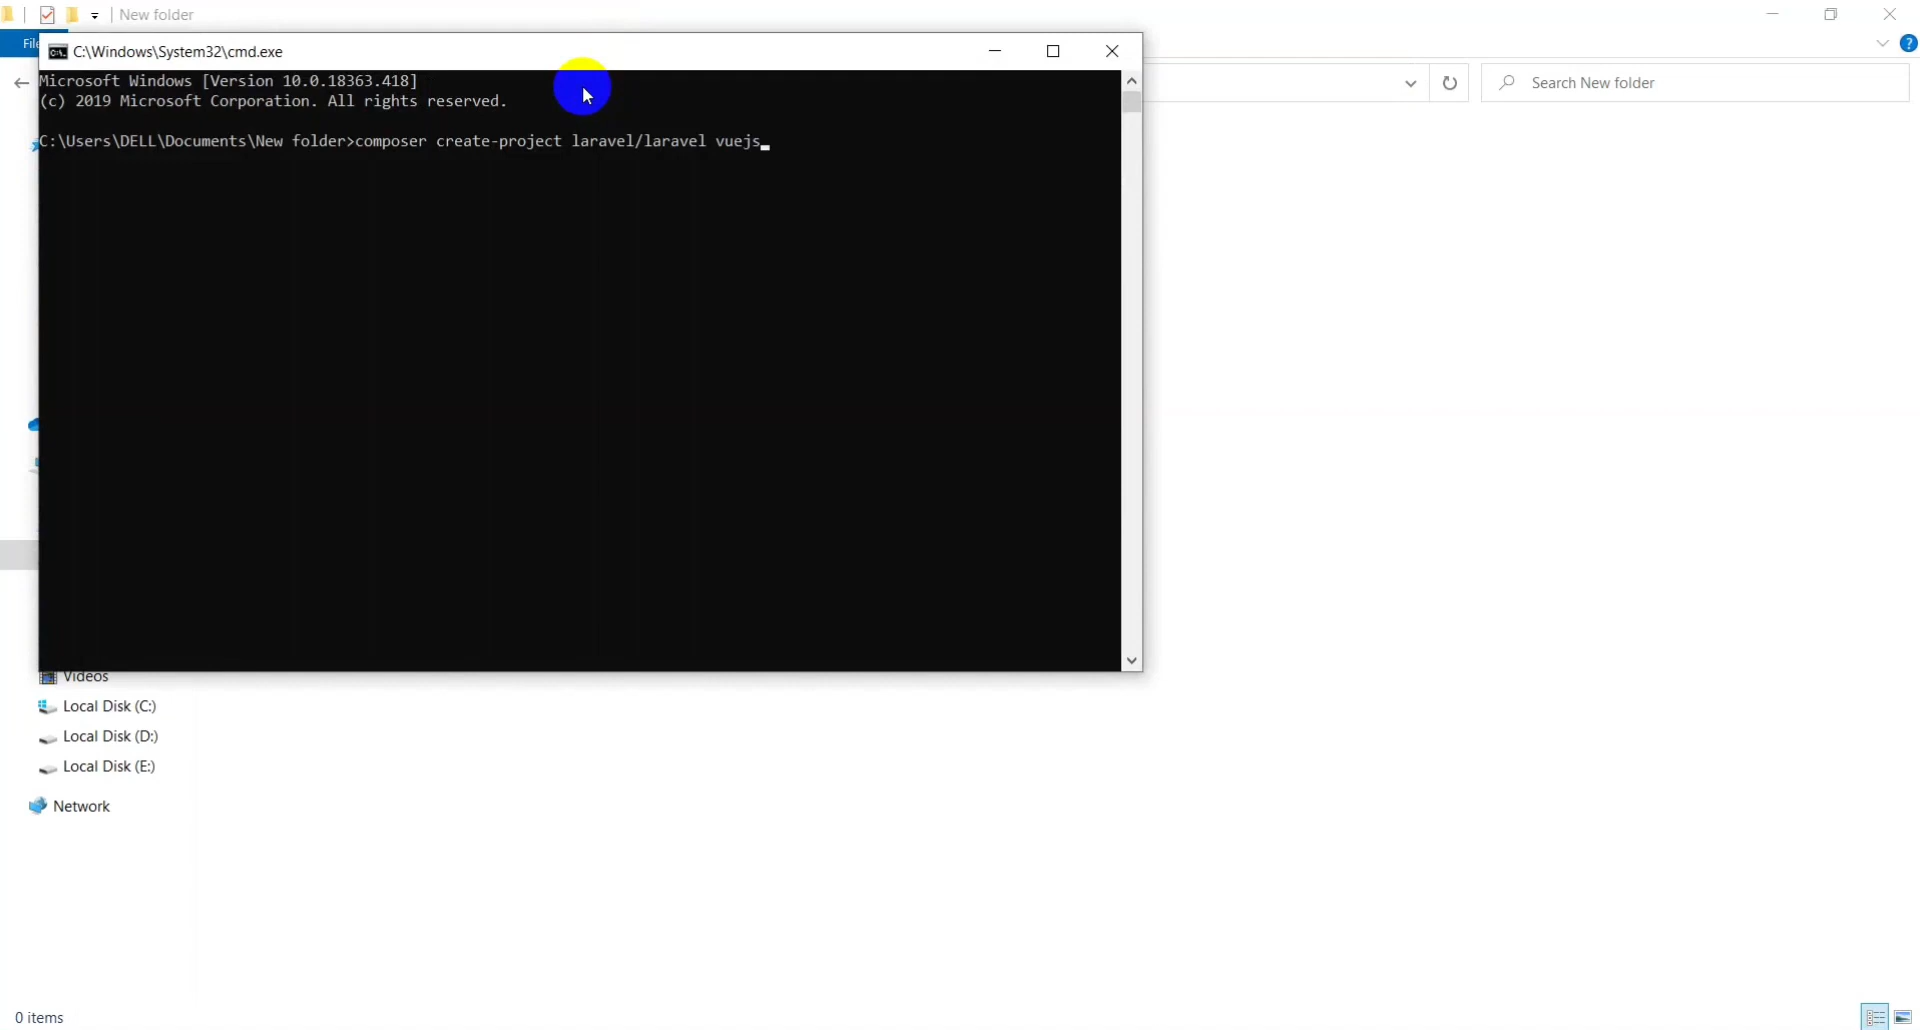 New folder
File
C:\Windows\System32\cmd.exe
Microsoft Windows [Version 10.0.18363.418]
(c) 2019 Microsoft Corporation. All rights reserved.
C:\Users\DELL\Documents\New folder>composer create-project laravel/laravel vuejs
Search New folder
Videos
Local Disk (C:)
Local Disk (D:)
Local Disk (E:)
Network
0 items